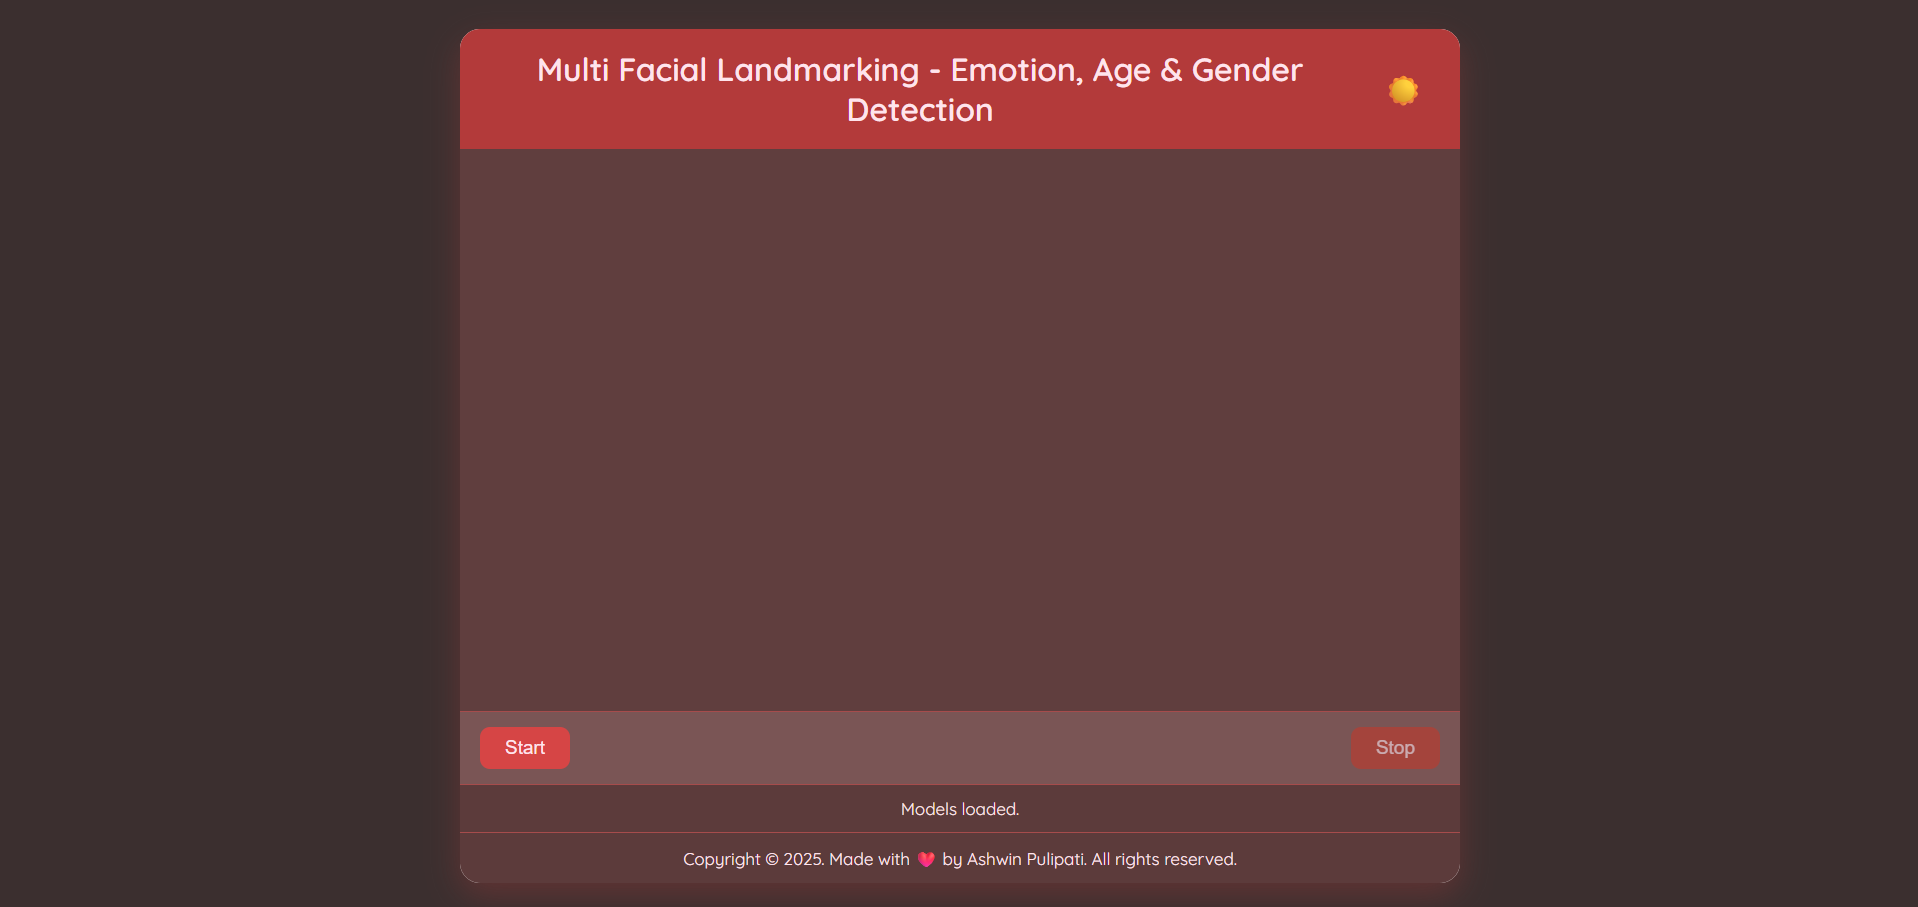 Multi Facial Landmarking - Emotion, Age & Gender
Detection
Start
Stop
Models loaded.
Copyright © 2025. Made with ❤️ by Ashwin Pulipati. All rights reserved.